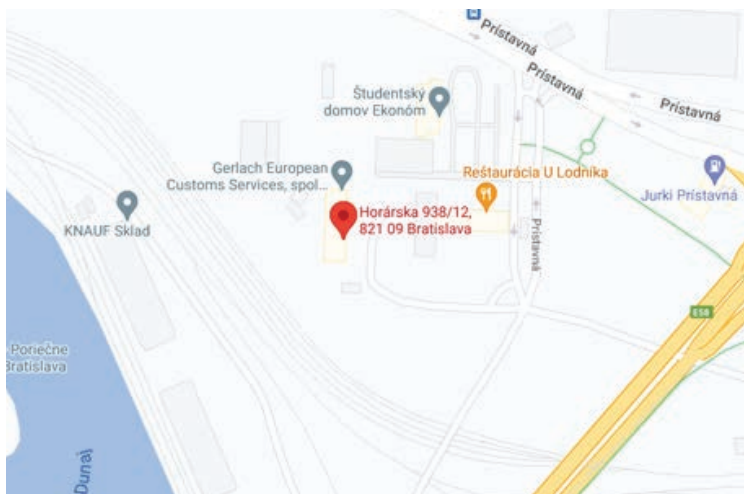 Prístavná
Prístavná
Prístavná
Študentský
domov Ekonóm
Gerlach European
Customs Services, spol...
Reštaurácia U Lodníka
Jurki Prístavná
Horárska 938/12,
821 09 Bratislava
KNAUF Sklad
Prístavná
E58
Poriečne
Bratislava
Dunaj